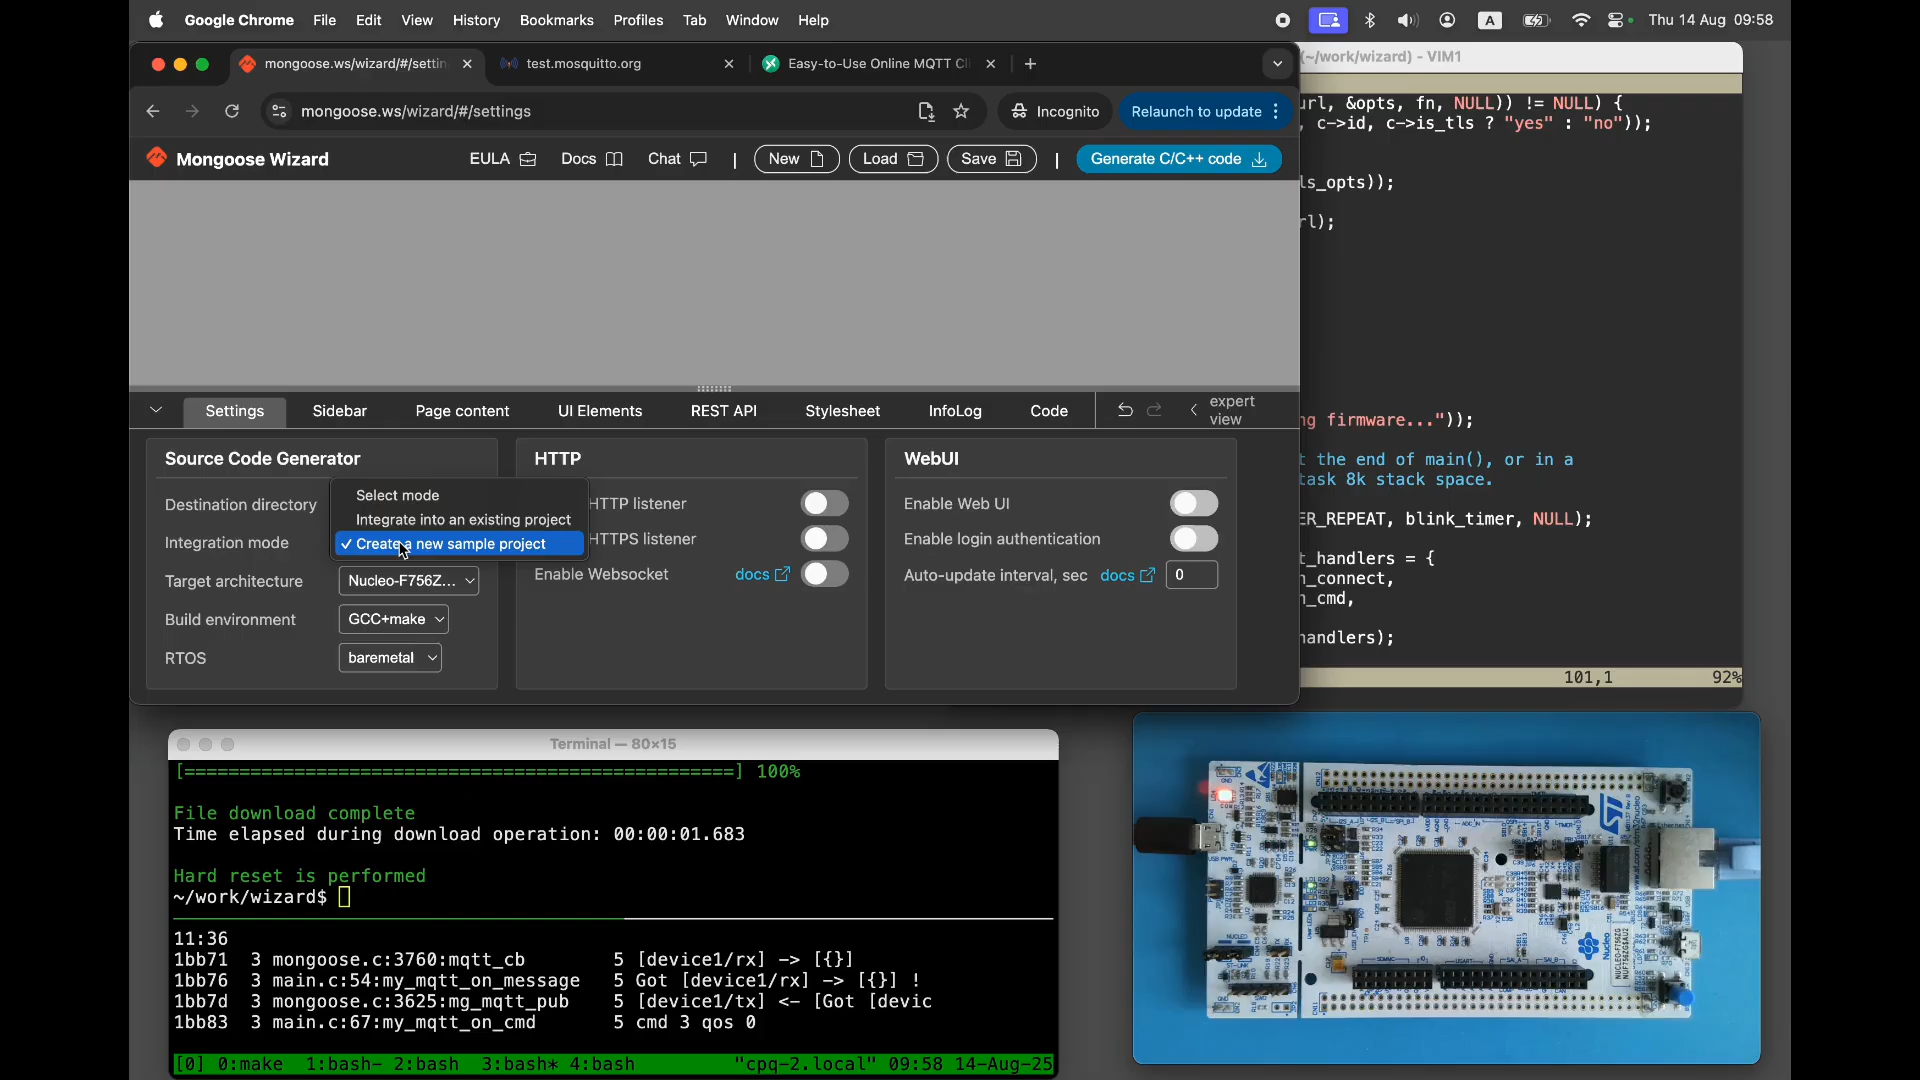 Google Chrome File Edit View History Bookmarks Profiles Tab Window Help
A
Thu 14 Aug 09:58
mongoose.ws/wizard/#/settin
test.mosquitto.org
Easy-to-Use Online MQTT Cl
(~/work/wizard) - VIM1
mongoose.ws/wizard/#/settings
Incognito
Relaunch to update
Mongoose Wizard
EULA
Docs
Chat
New
Load
Save
Generate C/C++ code
url, &opts, fn, NULL)) != NULL) {
, c->id, c->is_tls ? "yes" : "no"));
ls_opts));
rl);
ng firmware..."));
t the end of main(), or in a
task 8k stack space.
ER_REPEAT, blink_timer, NULL);
t_handlers = {
n_connect,
n_cmd,
handlers);
101,1 92%
Settings Sidebar Page content UI Elements REST API Stylesheet InfoLog Code
expert view
Source Code Generator
Destination directory
Integration mode
Select mode
Integrate into an existing project
✓ Create a new sample project
Target architecture Nucleo-F756Z...
Build environment GCC+make
RTOS baremetal
HTTP
HTTP listener
HTTPS listener
Enable Websocket docs
WebUI
Enable Web UI
Enable login authentication
Auto-update interval, sec docs 0
Terminal — 80×15
[==================================================] 100%
File download complete
Time elapsed during download operation: 00:00:01.683
Hard reset is performed
~/work/wizard$
11:36
1bb71 3 mongoose.c:3760:mqtt_cb 5 [device1/rx] -> [{}]
1bb76 3 main.c:54:my_mqtt_on_message 5 Got [device1/rx] -> [{}] !
1bb7d 3 mongoose.c:3625:mg_mqtt_pub 5 [device1/tx] <- [Got [devic
1bb83 3 main.c:67:my_mqtt_on_cmd 5 cmd 3 qos 0
[0] 0:make 1:bash- 2:bash 3:bash* 4:bash "cpq-2.local" 09:58 14-Aug-25